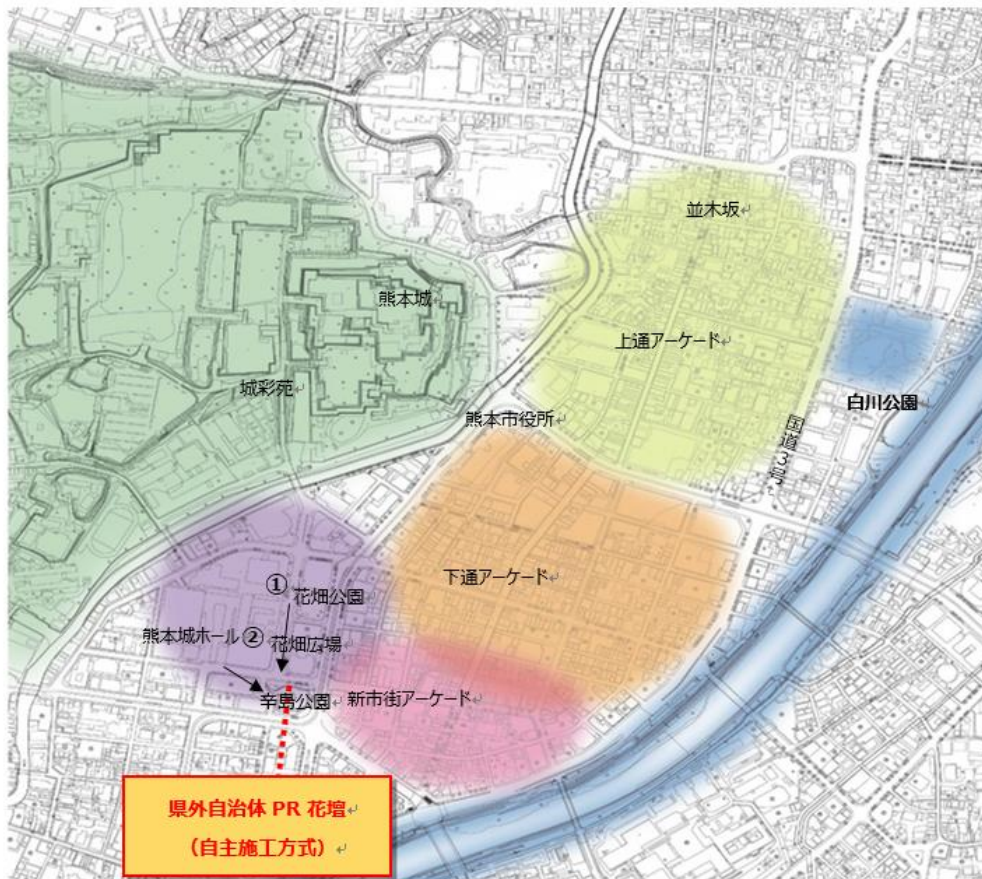 並木坂
熊本城
上通アーケード
城彩苑
白川公園
熊本市役所
国道3号
下通アーケード
①
花畑公園
熊本城ホール
②
花畑広場
辛島公園
新市街アーケード
県外自治体 PR 花壇
（自主施工方式）